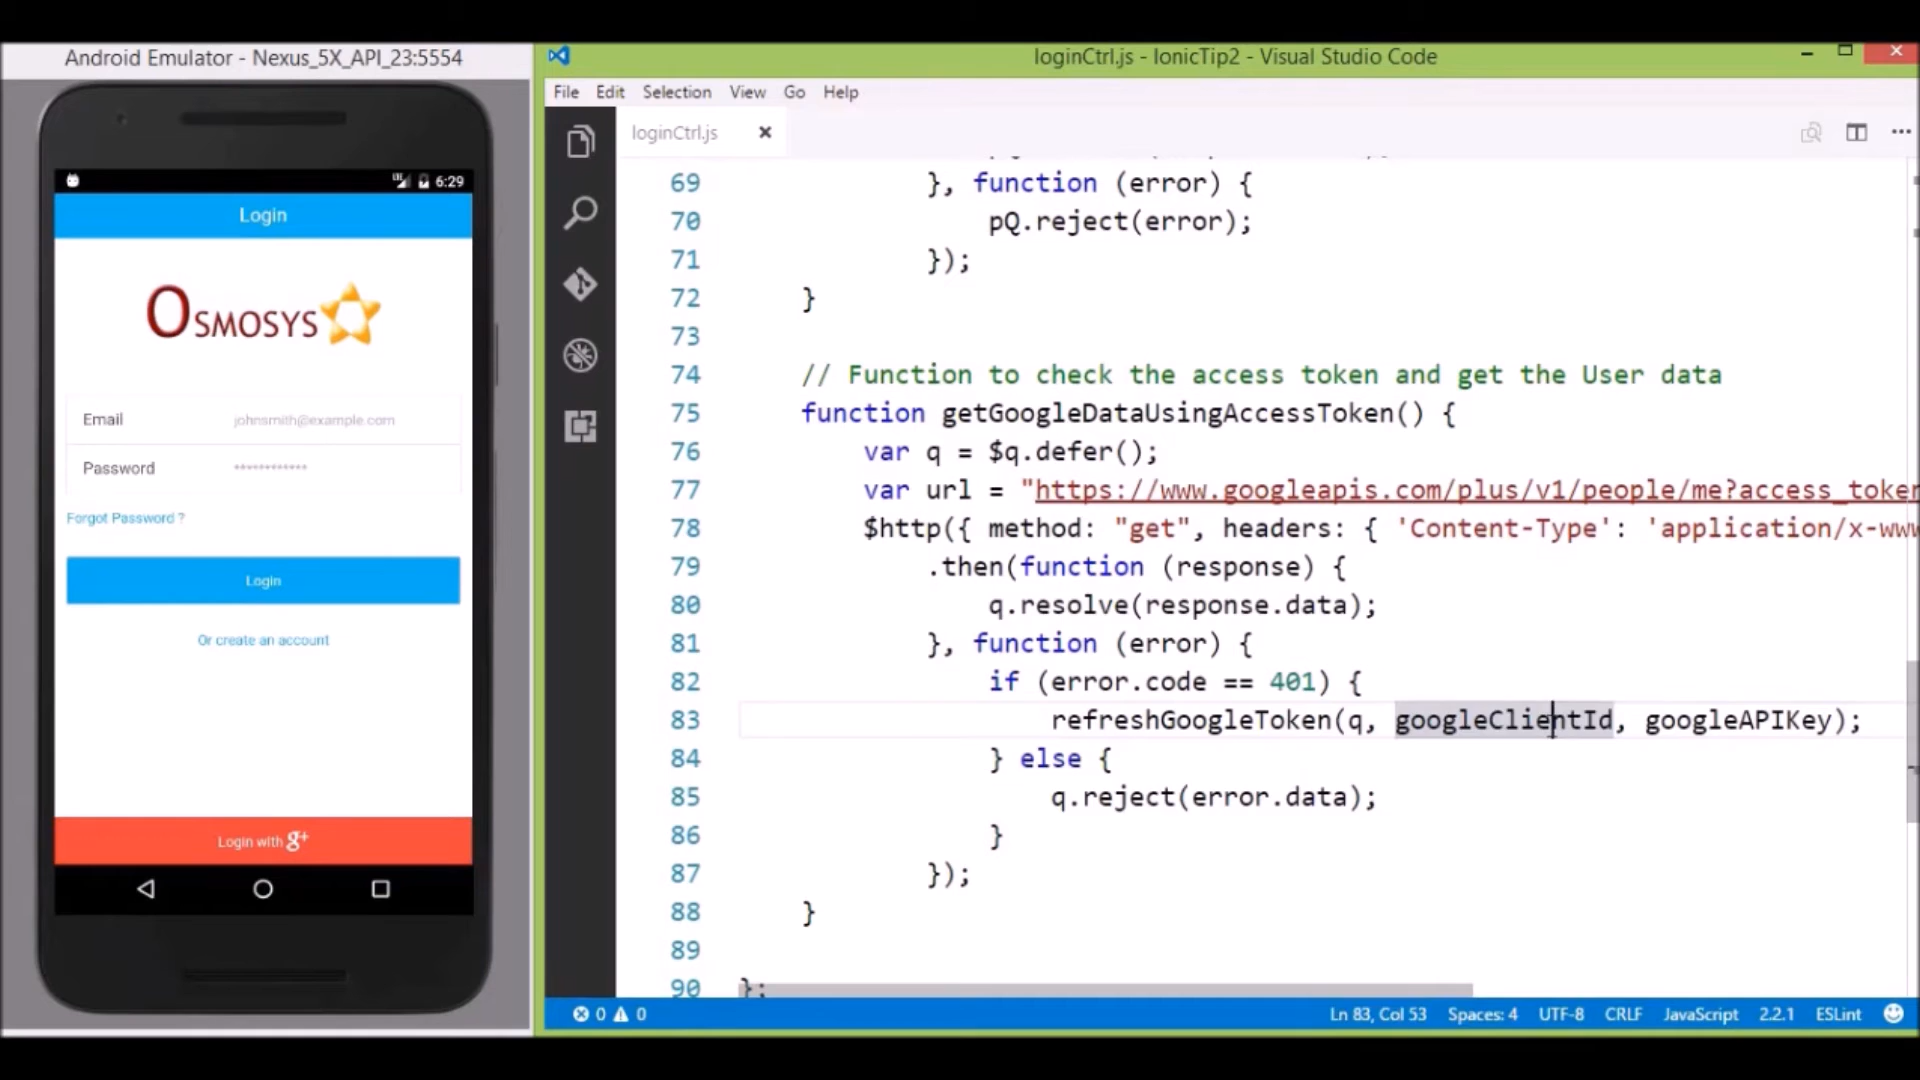 Android Emulator - Nexus_5X_API_23:5554
LTE 6:29
Login
OSMOSYS
Email johnsmith@example.com
Password ************
Forgot Password ?
Login
Or create an account
Login with g+
loginCtrl.js - IonicTip2 - Visual Studio Code
File Edit Selection View Go Help
loginCtrl.js
69 }, function (error) {
70 pQ.reject(error);
71 });
72 }
73
74 // Function to check the access token and get the User data
75 function getGoogleDataUsingAccessToken() {
76 var q = $q.defer();
77 var url = "https://www.googleapis.com/plus/v1/people/me?access_token
78 $http({ method: "get", headers: { 'Content-Type': 'application/x-www
79 .then(function (response) {
80 q.resolve(response.data);
81 }, function (error) {
82 if (error.code == 401) {
83 refreshGoogleToken(q, googleClientId, googleAPIKey);
84 } else {
85 q.reject(error.data);
86 }
87 });
88 }
89
90 };
0 0 Ln 83, Col 53 Spaces: 4 UTF-8 CRLF JavaScript 2.2.1 ESLint